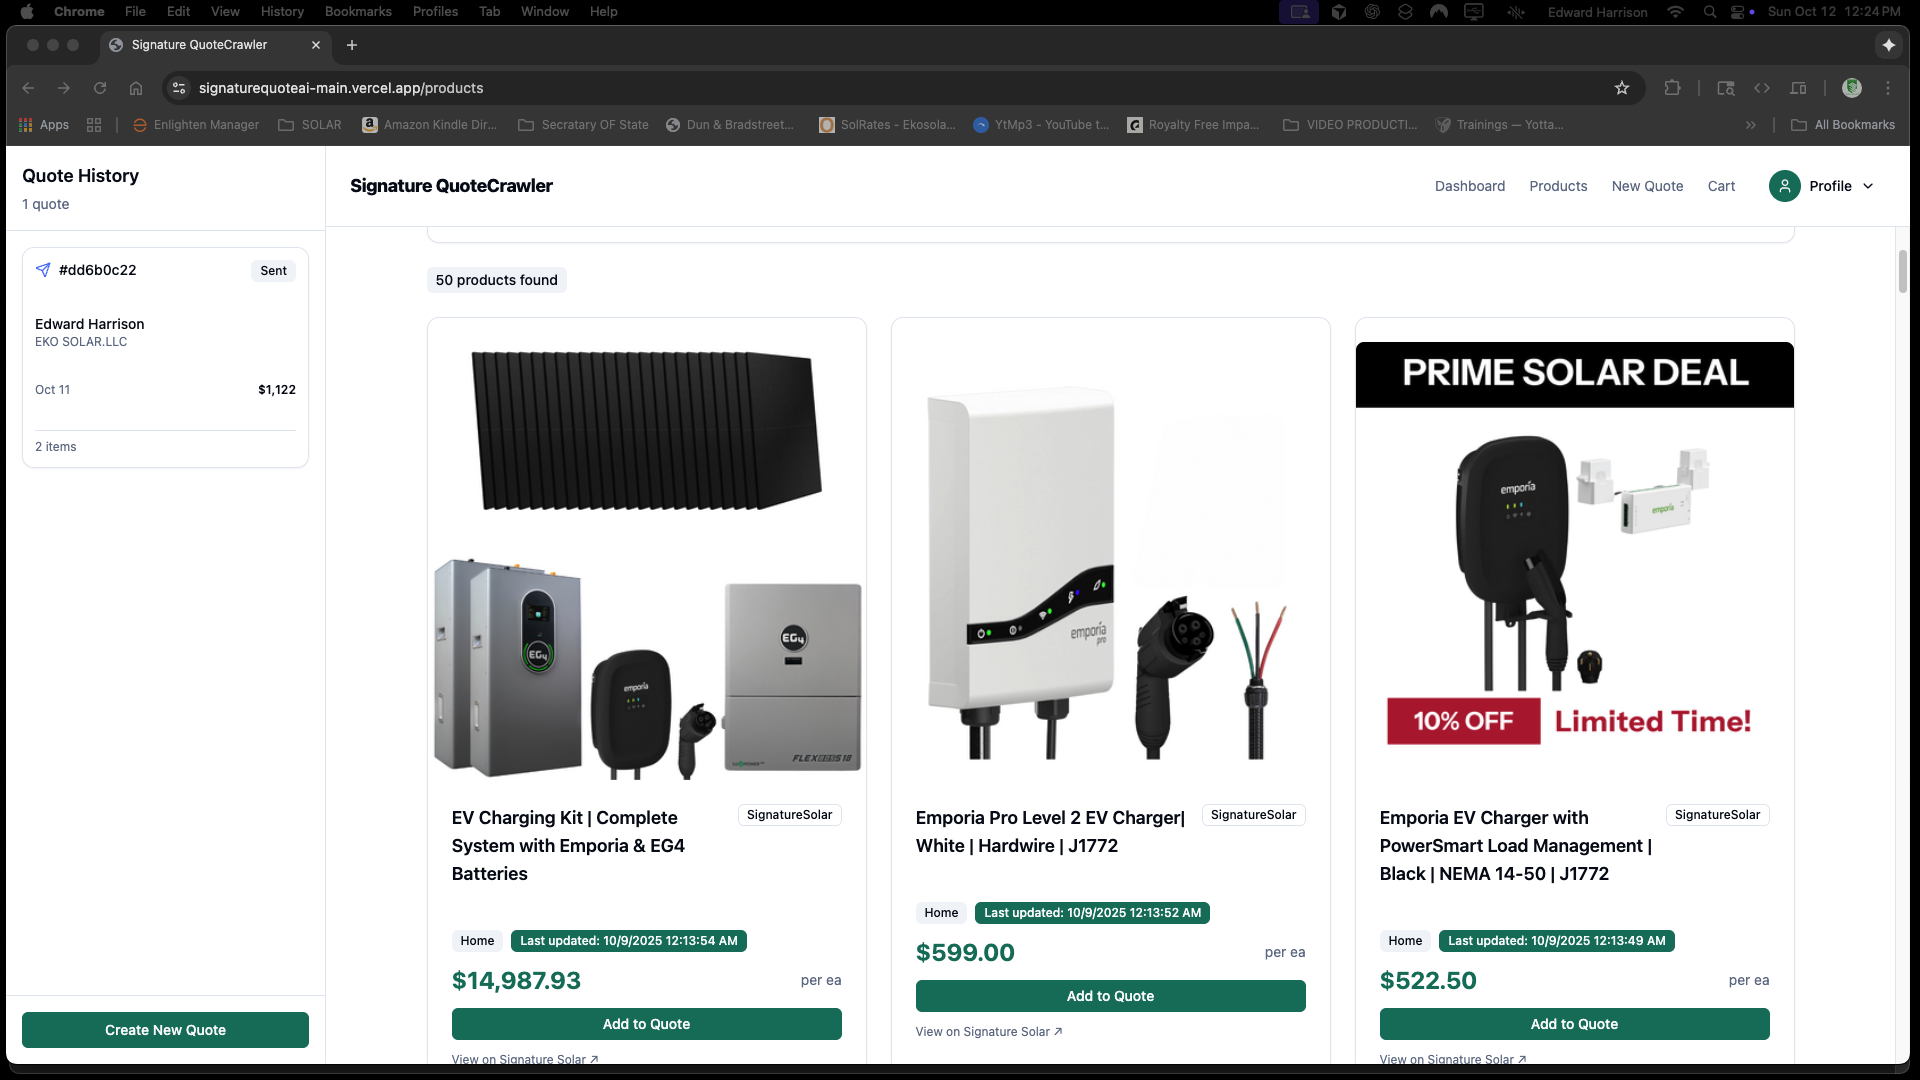 Chrome File Edit View History Bookmarks Profiles Tab Window Help Edward Harrison Sun Oct 12 12:24 PM
Signature QuoteCrawler
signaturequoteai-main.vercel.app/products
Apps Enlighten Manager SOLAR Amazon Kindle Dir... Secratary OF State Dun & Bradstreet... SolRates - Ekosola... YtMp3 - YouTube t... Royalty Free Impa... VIDEO PRODUCTI... Trainings — Yotta... All Bookmarks
Quote History
1 quote
#dd6b0c22 Sent
Edward Harrison
EKO SOLAR.LLC
Oct 11 $1,122
2 items
Create New Quote
Signature QuoteCrawler
Dashboard Products New Quote Cart Profile
50 products found
EG4
emporia
EG4
FLEXBOSS18
EV Charging Kit | Complete
System with Emporia & EG4
Batteries
SignatureSolar
Home Last updated: 10/9/2025 12:13:54 AM
$14,987.93 per ea
Add to Quote
View on Signature Solar ↗
emporia
pro
Emporia Pro Level 2 EV Charger|
White | Hardwire | J1772
SignatureSolar
Home Last updated: 10/9/2025 12:13:52 AM
$599.00 per ea
Add to Quote
View on Signature Solar ↗
PRIME SOLAR DEAL
emporia
emporia
10% OFF Limited Time!
Emporia EV Charger with
PowerSmart Load Management |
Black | NEMA 14-50 | J1772
SignatureSolar
Home Last updated: 10/9/2025 12:13:49 AM
$522.50 per ea
Add to Quote
View on Signature Solar ↗